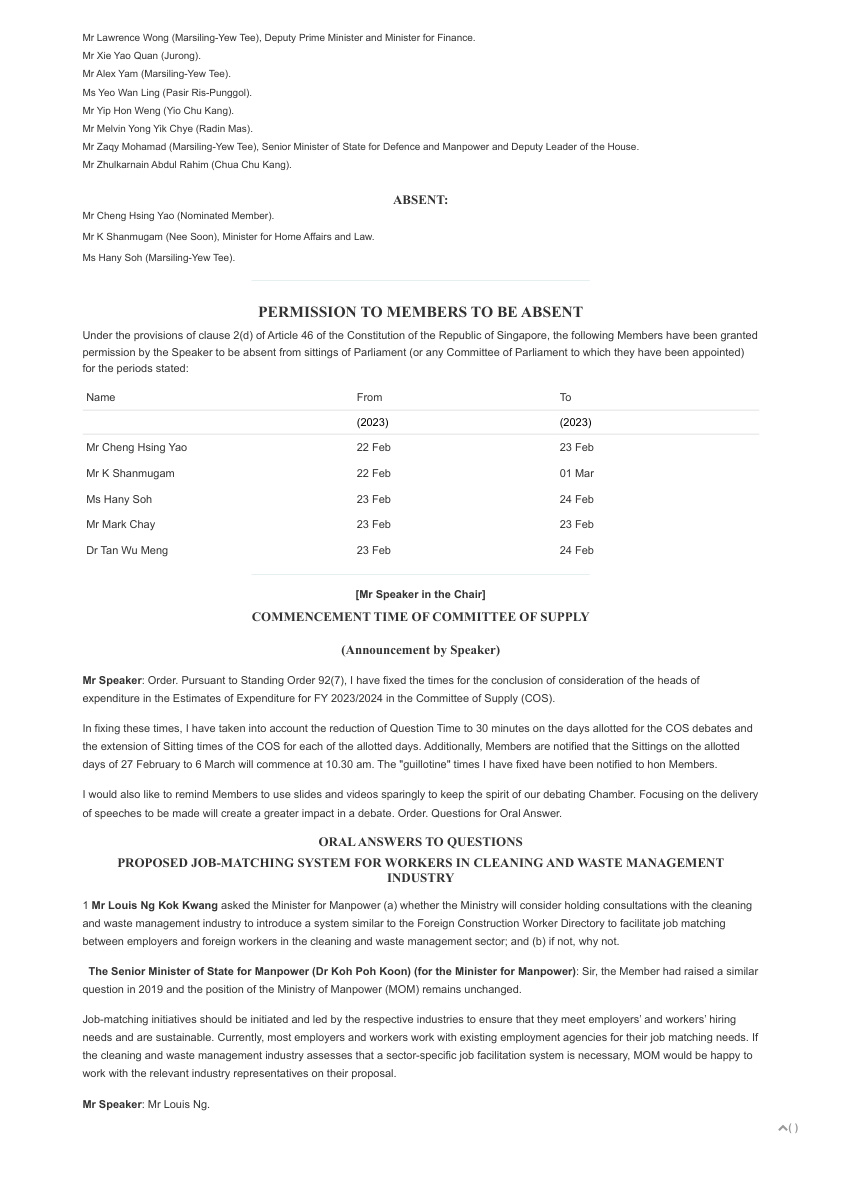 Mr Lawrence Wong (Marsiling-Yew Tee), Deputy Prime Minister and Minister for Finance.
Mr Xie Yao Quan (Jurong).
Mr Alex Yam (Marsiling-Yew Tee).
Ms Yeo Wan Ling (Pasir Ris-Punggol).
Mr Yip Hon Weng (Yio Chu Kang).
Mr Melvin Yong Yik Chye (Radin Mas).
Mr Zaqy Mohamad (Marsiling-Yew Tee), Senior Minister of State for Defence and Manpower and Deputy Leader of the House.
Mr Zhulkarnain Abdul Rahim (Chua Chu Kang).
ABSENT:
Mr Cheng Hsing Yao (Nominated Member).
Mr K Shanmugam (Nee Soon), Minister for Home Affairs and Law.
Ms Hany Soh (Marsiling-Yew Tee).
PERMISSION TO MEMBERS TO BE ABSENT
Under the provisions of clause 2(d) of Article 46 of the Constitution of the Republic of Singapore, the following Members have been granted
permission by the Speaker to be absent from sittings of Parliament (or any Committee of Parliament to which they have been appointed)
for the periods stated:
Name From To
(2023) (2023)
Mr Cheng Hsing Yao 22 Feb 23 Feb
Mr K Shanmugam 22 Feb 01 Mar
Ms Hany Soh 23 Feb 24 Feb
Mr Mark Chay 23 Feb 23 Feb
Dr Tan Wu Meng 23 Feb 24 Feb
[Mr Speaker in the Chair]
COMMENCEMENT TIME OF COMMITTEE OF SUPPLY
(Announcement by Speaker)
Mr Speaker: Order. Pursuant to Standing Order 92(7), I have fixed the times for the conclusion of consideration of the heads of
expenditure in the Estimates of Expenditure for FY 2023/2024 in the Committee of Supply (COS).
In fixing these times, I have taken into account the reduction of Question Time to 30 minutes on the days allotted for the COS debates and
the extension of Sitting times of the COS for each of the allotted days. Additionally, Members are notified that the Sittings on the allotted
days of 27 February to 6 March will commence at 10.30 am. The "guillotine" times I have fixed have been notified to hon Members.
I would also like to remind Members to use slides and videos sparingly to keep the spirit of our debating Chamber. Focusing on the delivery
of speeches to be made will create a greater impact in a debate. Order. Questions for Oral Answer.
ORAL ANSWERS TO QUESTIONS
PROPOSED JOB-MATCHING SYSTEM FOR WORKERS IN CLEANING AND WASTE MANAGEMENT
INDUSTRY
1 Mr Louis Ng Kok Kwang asked the Minister for Manpower (a) whether the Ministry will consider holding consultations with the cleaning
and waste management industry to introduce a system similar to the Foreign Construction Worker Directory to facilitate job matching
between employers and foreign workers in the cleaning and waste management sector; and (b) if not, why not.
The Senior Minister of State for Manpower (Dr Koh Poh Koon) (for the Minister for Manpower): Sir, the Member had raised a similar
question in 2019 and the position of the Ministry of Manpower (MOM) remains unchanged.
Job-matching initiatives should be initiated and led by the respective industries to ensure that they meet employers’ and workers’ hiring
needs and are sustainable. Currently, most employers and workers work with existing employment agencies for their job matching needs. If
the cleaning and waste management industry assesses that a sector-specific job facilitation system is necessary, MOM would be happy to
work with the relevant industry representatives on their proposal.
Mr Speaker: Mr Louis Ng.
( )